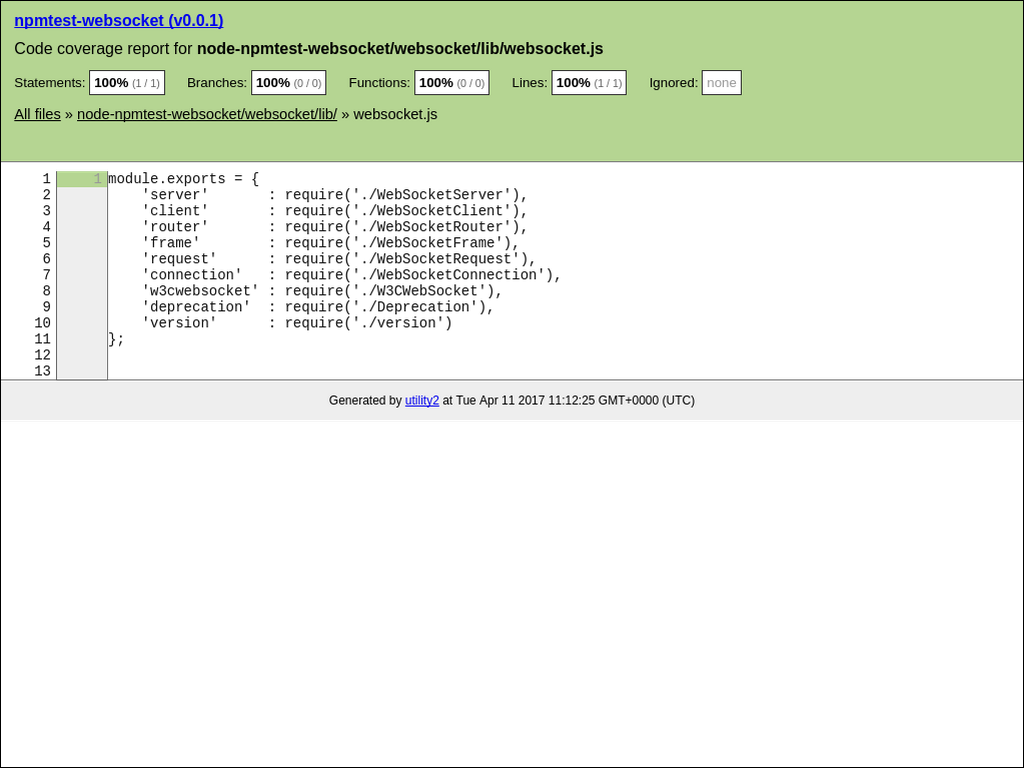 npmtest-websocket (v0.0.1)
Code coverage report for node-npmtest-websocket/websocket/lib/websocket.js
Statements: 100% (1 / 1) Branches: 100% (0 / 0) Functions: 100% (0 / 0) Lines: 100% (1 / 1) Ignored: none
All files » node-npmtest-websocket/websocket/lib/ » websocket.js
1 1 module.exports = {
2     'server'       : require('./WebSocketServer'),
3     'client'       : require('./WebSocketClient'),
4     'router'       : require('./WebSocketRouter'),
5     'frame'        : require('./WebSocketFrame'),
6     'request'      : require('./WebSocketRequest'),
7     'connection'   : require('./WebSocketConnection'),
8     'w3cwebsocket' : require('./W3CWebSocket'),
9     'deprecation'  : require('./Deprecation'),
10     'version'      : require('./version')
11 };
12
13
Generated by utility2 at Tue Apr 11 2017 11:12:25 GMT+0000 (UTC)